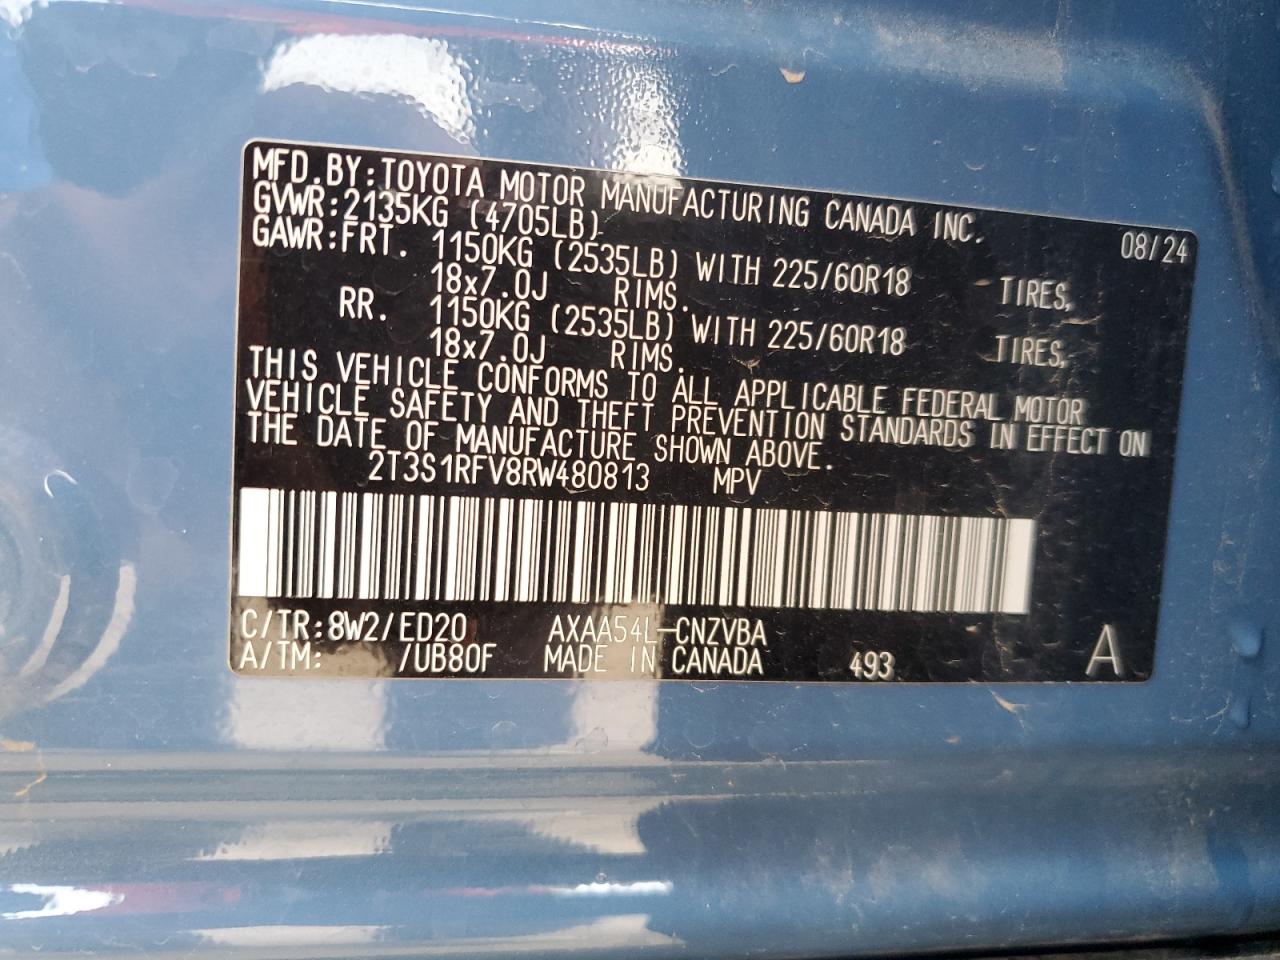 MFD.BY:TOYOTA MOTOR MANUFACTURING CANADA INC.
GVWR:2135KG (4705LB) 08/24
GAWR:FRT. 1150KG (2535LB) WITH 225/60R18 TIRES,
18x7.0J RIMS.
RR. 1150KG (2535LB) WITH 225/60R18 TIRES,
18x7.0J RIMS.
THIS VEHICLE CONFORMS TO ALL APPLICABLE FEDERAL MOTOR
VEHICLE SAFETY AND THEFT PREVENTION STANDARDS IN EFFECT ON
THE DATE OF MANUFACTURE SHOWN ABOVE.
2T3S1RFV8RW480813 MPV
C/TR:8W2/ED20 AXAA54L-CNZVBA
A/TM: /UB80F MADE IN CANADA 493 A